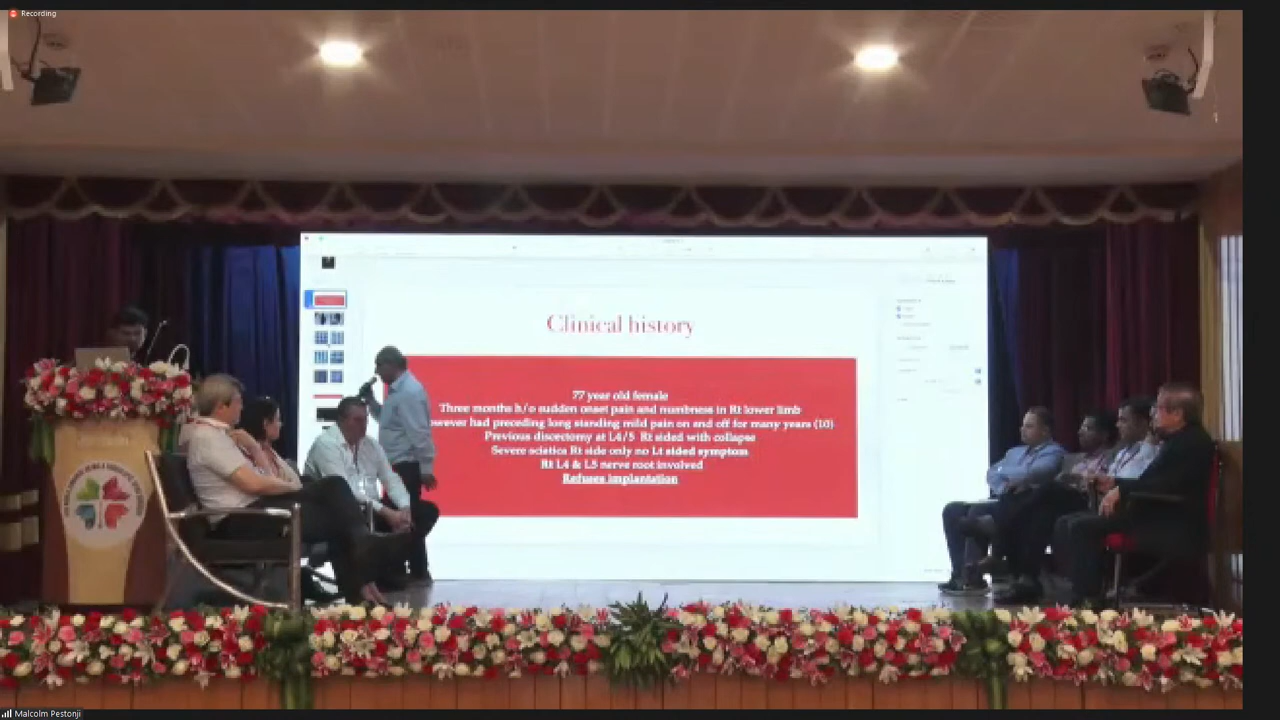 Recording
Clinical history
77 year old female
Three months h/o sudden onset pain and numbness in Rt lower limb
owever had preceding long standing mild pain on and off for many years (10)
Previous discectomy at L4/5 Rt sided with collapse
Severe sciatica Rt side only no Lt sided symptom
Rt L4 & L5 nerve root involved
Refuses Implantation
Malcolm Pestonji